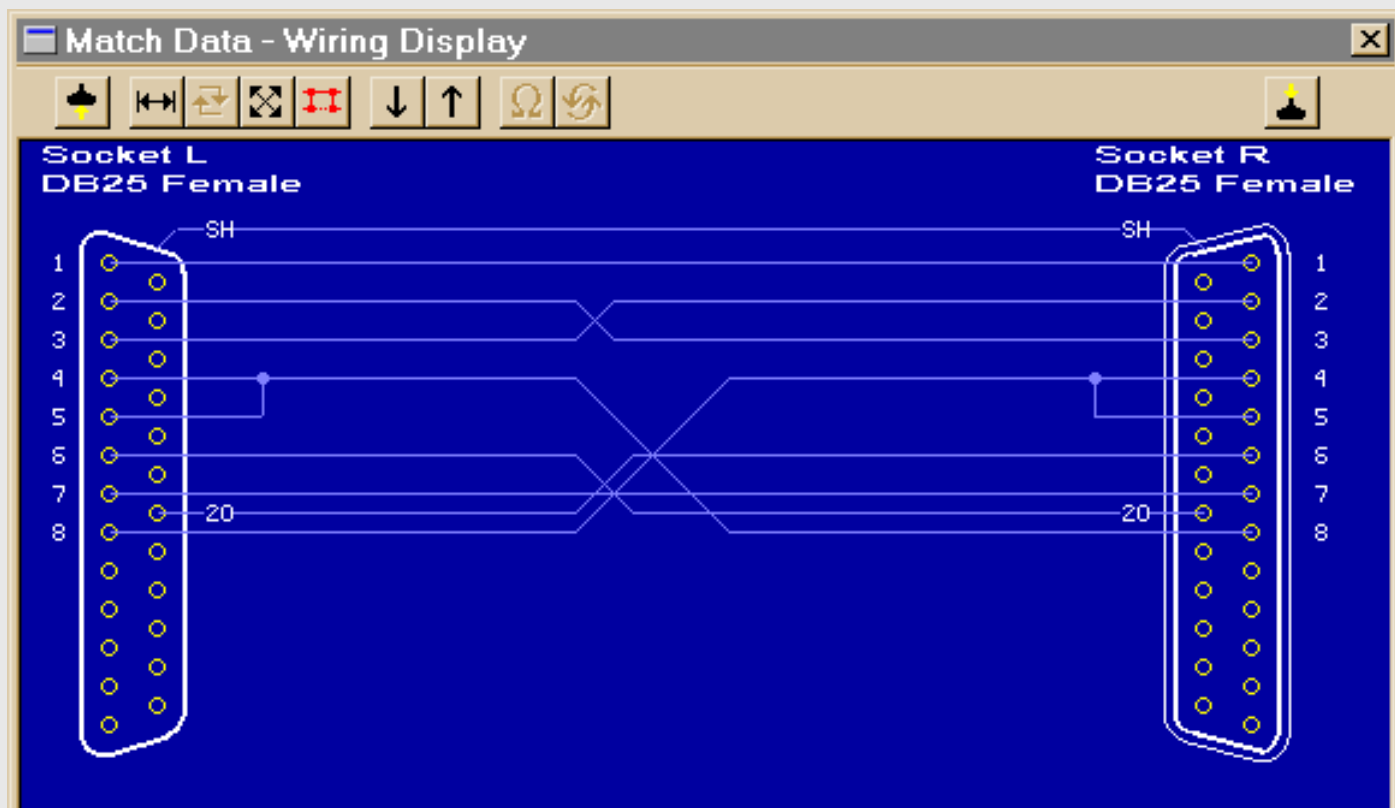 Match Data - Wiring Display
Ω
Socket L
DB25 Female
Socket R
DB25 Female
SH SH
1 1
2 2
3 3
4 4
5 5
6 6
7 7
20 20
8 8